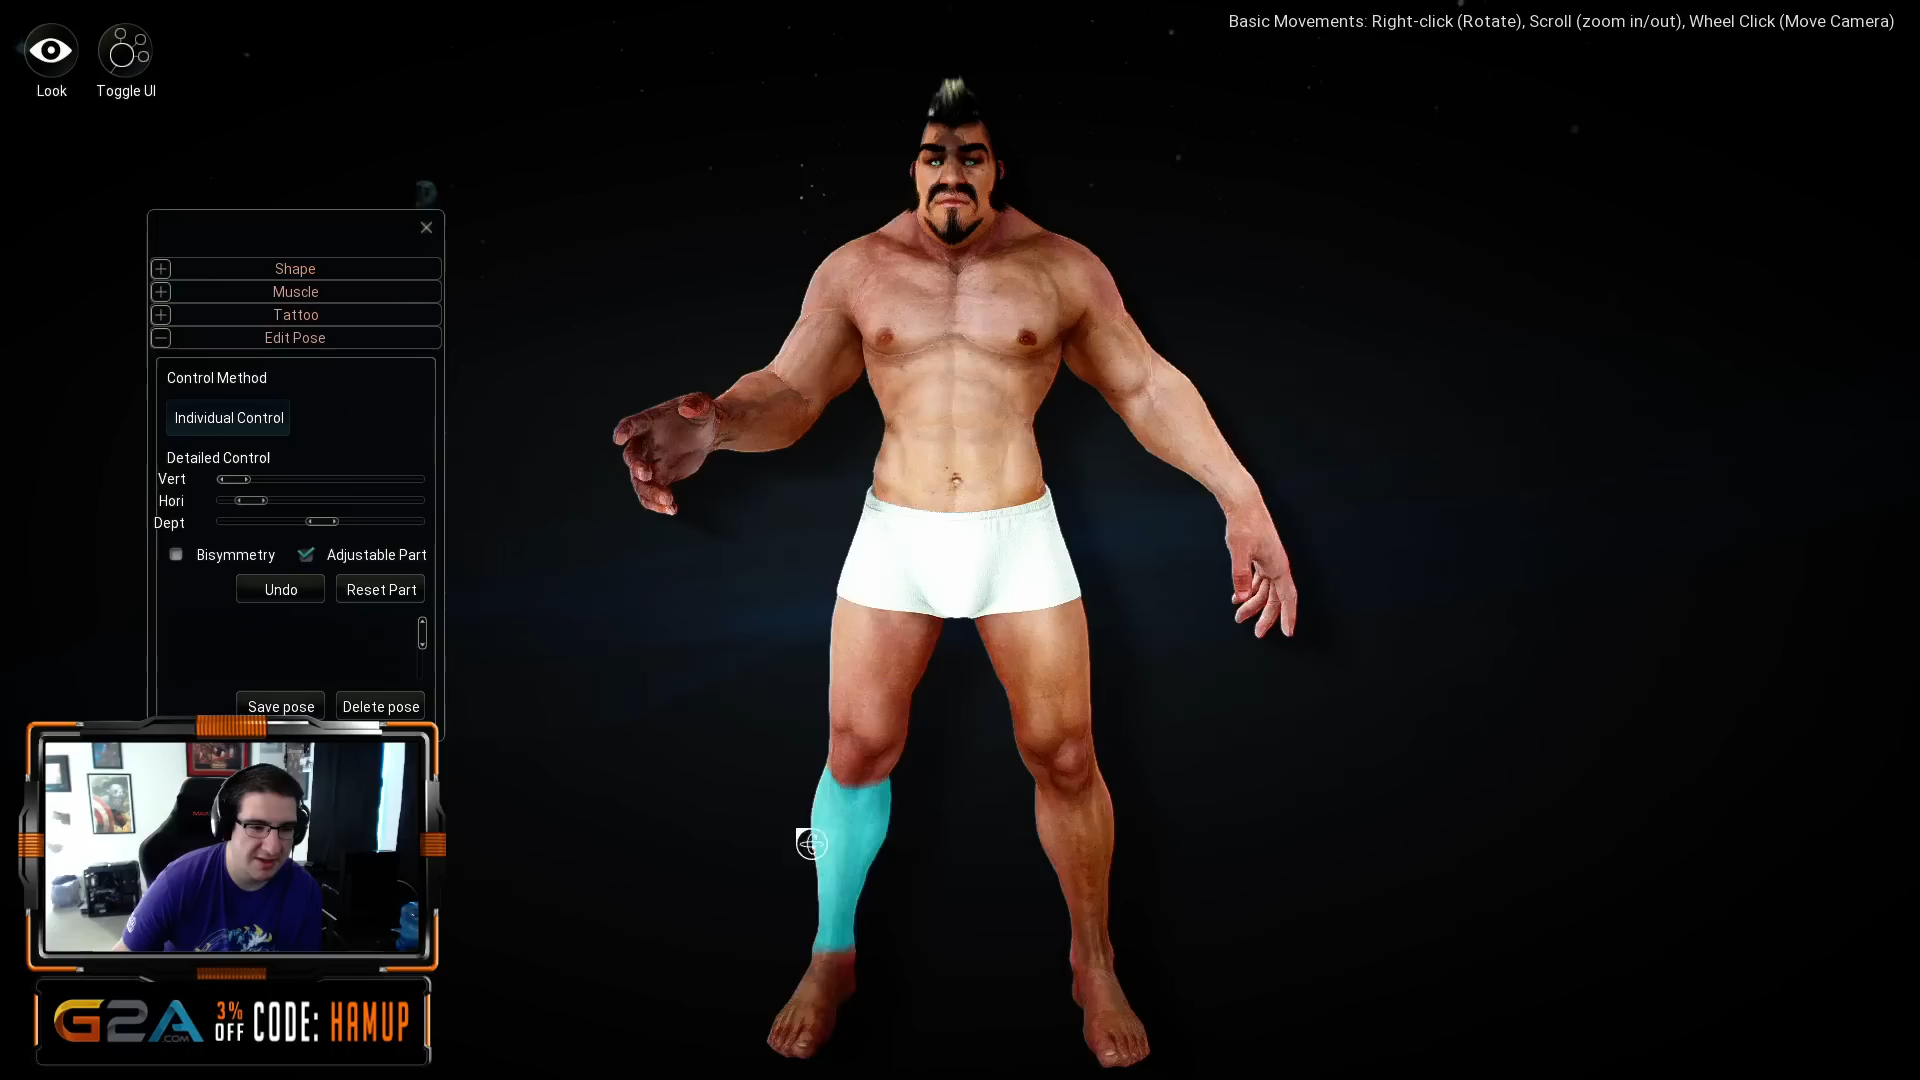 Basic Movements: Right-click (Rotate), Scroll (zoom in/out), Wheel Click (Move Camera)
Look
Toggle UI
Shape
Muscle
Tattoo
Edit Pose
Control Method
Individual Control
Detailed Control
Vert
Hori
Dept
Bisymmetry
Adjustable Part
Undo
Reset Part
Save pose
Delete pose
G2A.COM
3% OFF CODE: HAMUP